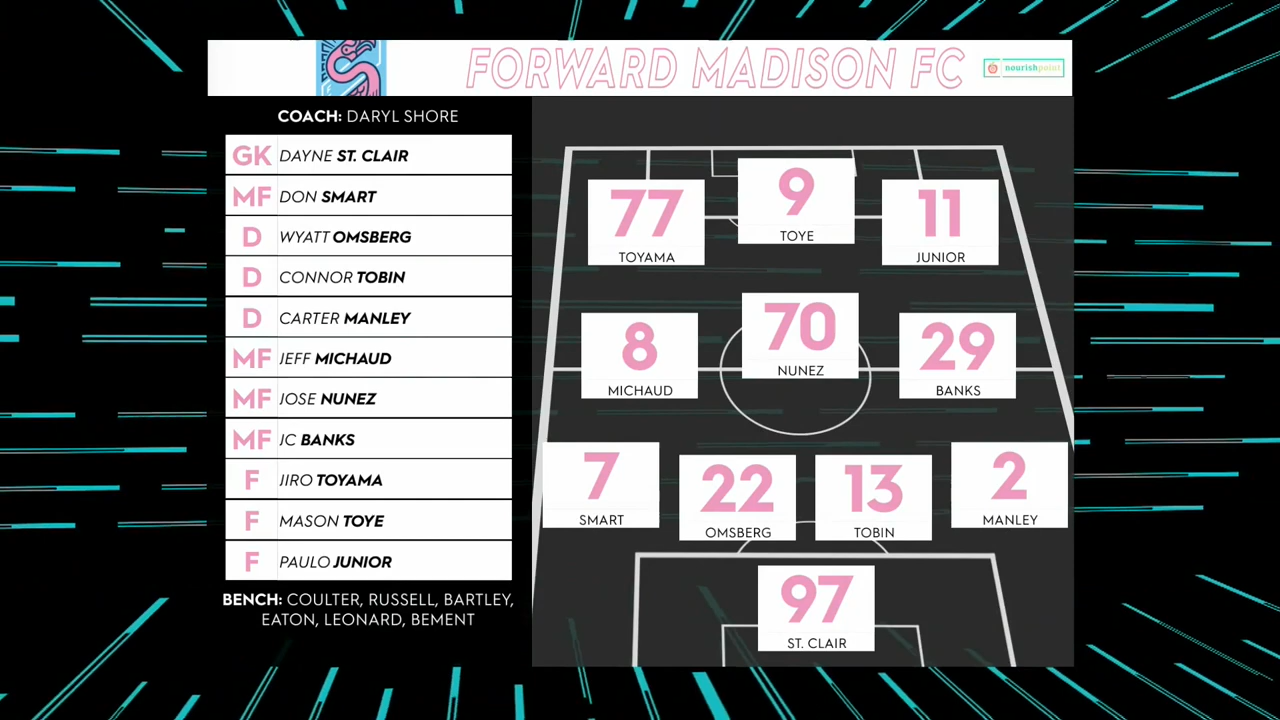 FORWARD MADISON FC
nourishpoint
COACH: DARYL SHORE
GK DAYNE ST. CLAIR
MF DON SMART
D WYATT OMSBERG
D CONNOR TOBIN
D CARTER MANLEY
MF JEFF MICHAUD
MF JOSE NUNEZ
MF JC BANKS
F JIRO TOYAMA
F MASON TOYE
F PAULO JUNIOR
BENCH: COULTER, RUSSELL, BARTLEY,
EATON, LEONARD, BEMENT
77 9 11
TOYAMA TOYE JUNIOR
8 70 29
MICHAUD NUNEZ BANKS
7 22 13 2
SMART OMSBERG TOBIN MANLEY
97
ST. CLAIR